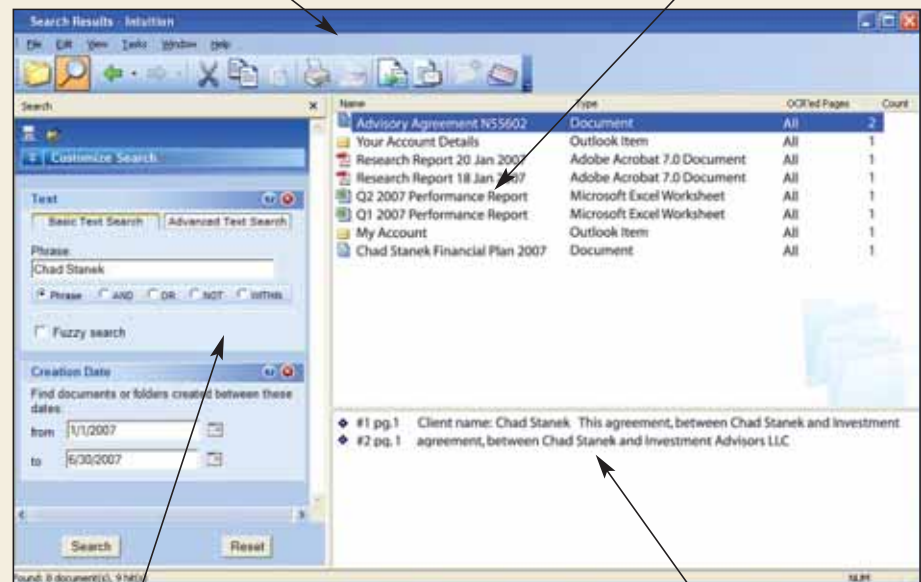 Search Results - Intuition
File Edit View Tasks Window Help
Search
Customize Search
Text
Basic Text Search Advanced Text Search
Phrase:
Chad Stanek
Phrase AND OR NOT WITHIN
Fuzzy search
Creation Date
Find documents or folders created between these
dates:
from 1/1/2007
to 6/30/2007
Search Reset
Name Type OCR'ed Pages Count
Advisory Agreement N55602 Document All 2
Your Account Details Outlook Item All 1
Research Report 20 Jan 2007 Adobe Acrobat 7.0 Document All 1
Research Report 18 Jan 2007 Adobe Acrobat 7.0 Document All 1
Q2 2007 Performance Report Microsoft Excel Worksheet All 1
Q1 2007 Performance Report Microsoft Excel Worksheet All 1
My Account Outlook Item All 1
Chad Stanek Financial Plan 2007 Document All 1
#1 pg.1 Client name: Chad Stanek This agreement, between Chad Stanek and Investment
#2 pg. 1 agreement, between Chad Stanek and Investment Advisors LLC
Found: 8 document(s), 9 hit(s)
NUM